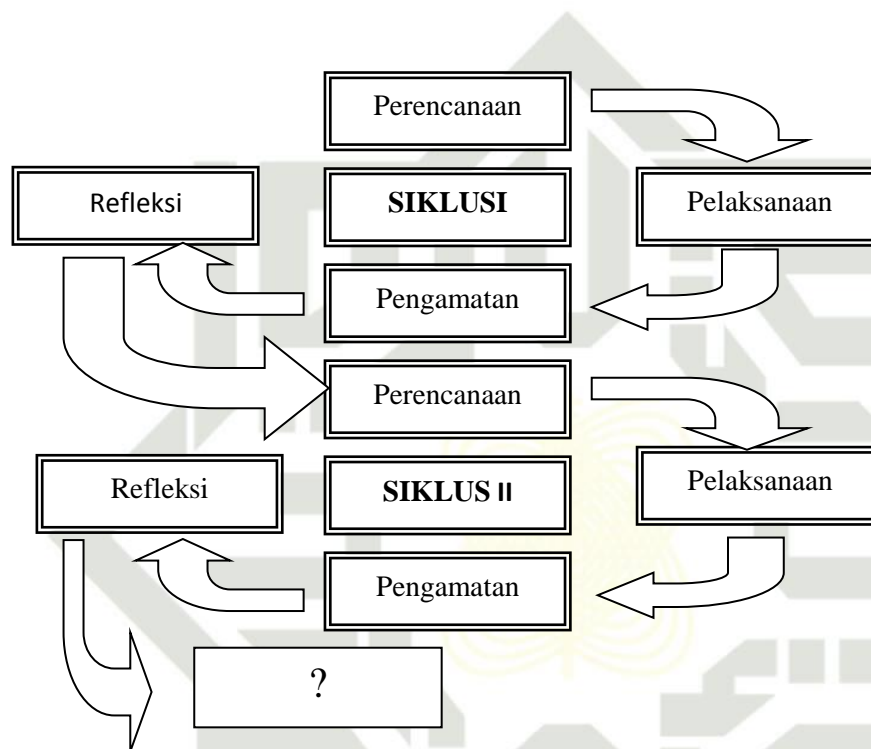 Perencanaan
Refleksi
SIKLUSI
Pelaksanaan
Pengamatan
Perencanaan
Refleksi
SIKLUS II
Pelaksanaan
Pengamatan
?